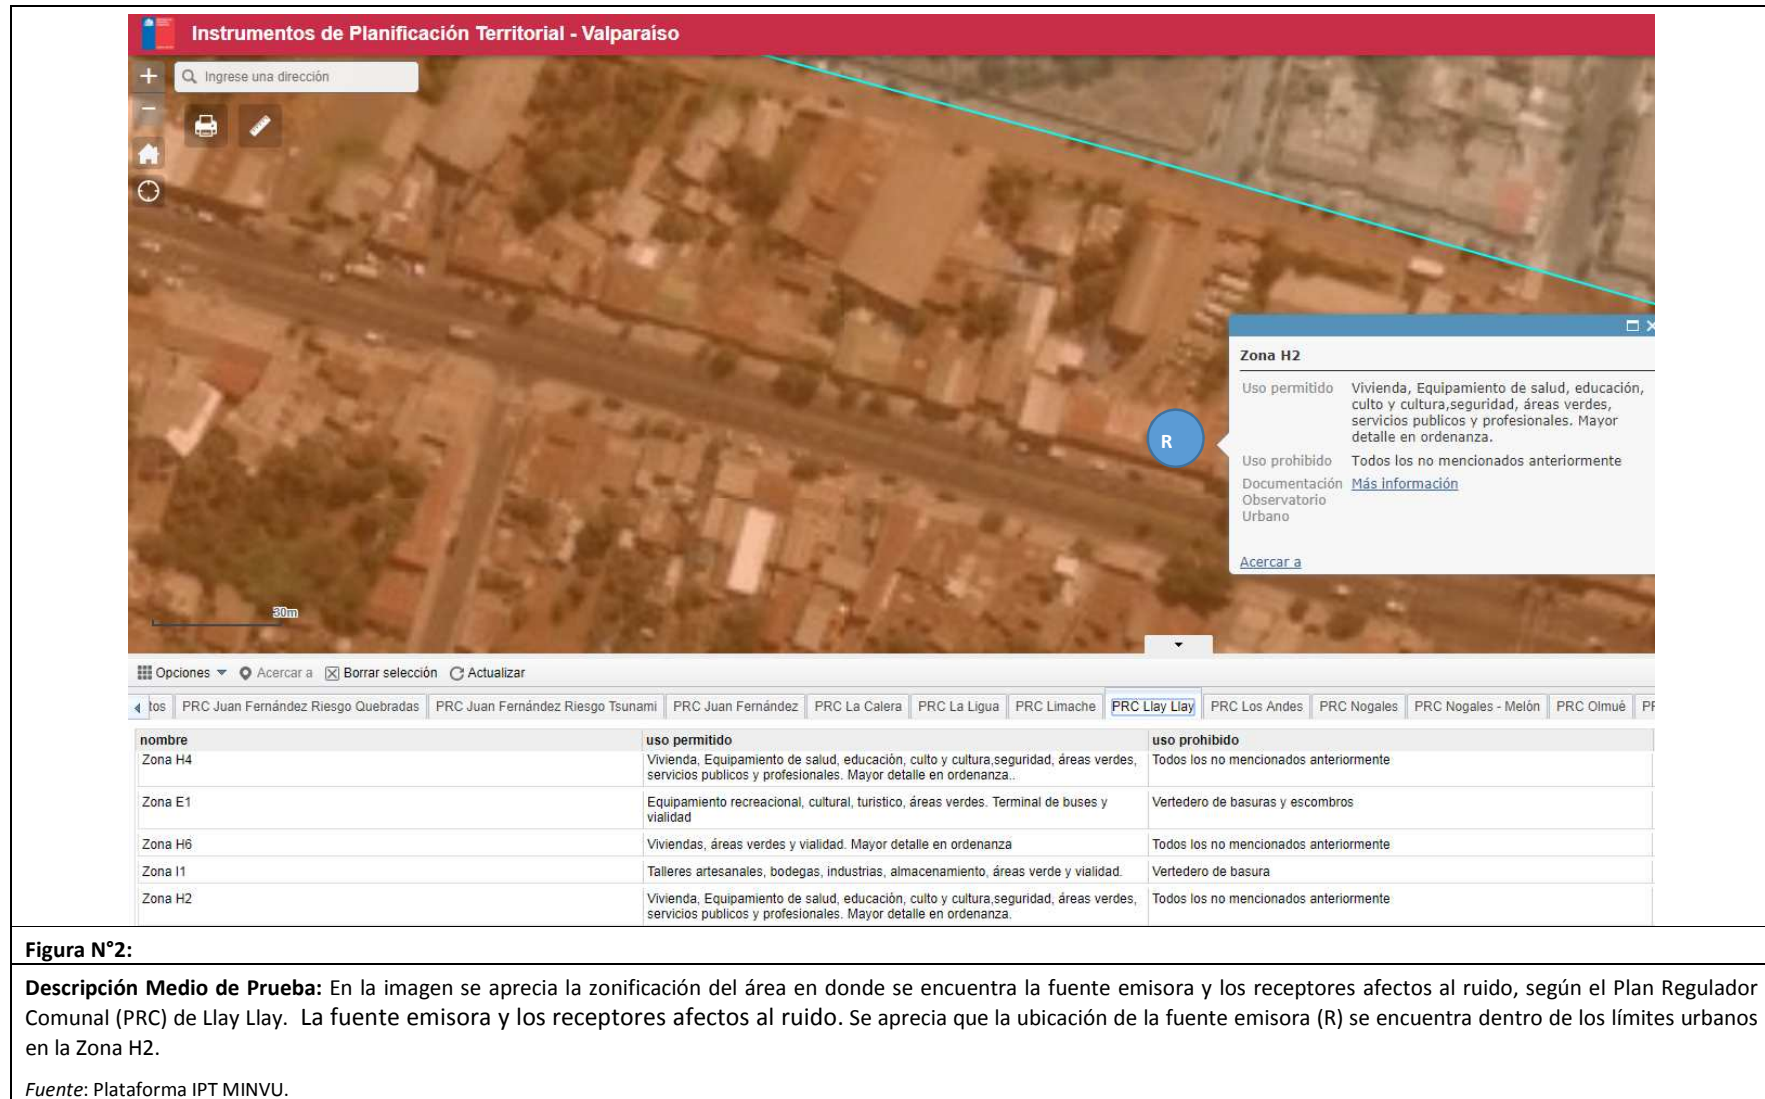 Instrumentos de Planificación Territorial - Valparaíso
Ingrese una dirección
Zona H2
Uso permitido Vivienda, Equipamiento de salud, educación,
culto y cultura,seguridad, áreas verdes,
servicios publicos y profesionales. Mayor
detalle en ordenanza.
R
Uso prohibido Todos los no mencionados anteriormente
Documentación Más información
Observatorio
Urbano
Acercar a
30m
Opciones Acercar a Borrar selección Actualizar
tos PRC Juan Fernández Riesgo Quebradas PRC Juan Fernández Riesgo Tsunami PRC Juan Fernández PRC La Calera PRC La Ligua PRC Limache PRC Llay Llay PRC Los Andes PRC Nogales PRC Nogales - Melón PRC Olmué
nombre uso permitido uso prohibido
Zona H4 Vivienda, Equipamiento de salud, educación, culto y cultura,seguridad, áreas verdes, Todos los no mencionados anteriormente
servicios publicos y profesionales. Mayor detalle en ordenanza..
Zona E1 Equipamiento recreacional, cultural, turistico, áreas verdes. Terminal de buses y Vertedero de basuras y escombros
vialidad
Zona H6 Viviendas, áreas verdes y vialidad. Mayor detalle en ordenanza Todos los no mencionados anteriormente
Zona I1 Talleres artesanales, bodegas, industrias, almacenamiento, áreas verde y vialidad. Vertedero de basura
Zona H2 Vivienda, Equipamiento de salud, educación, culto y cultura,seguridad, áreas verdes, Todos los no mencionados anteriormente
servicios publicos y profesionales. Mayor detalle en ordenanza.
Figura N°2:
Descripción Medio de Prueba: En la imagen se aprecia la zonificación del área en donde se encuentra la fuente emisora y los receptores afectos al ruido, según el Plan Regulador
Comunal (PRC) de Llay Llay. La fuente emisora y los receptores afectos al ruido. Se aprecia que la ubicación de la fuente emisora (R) se encuentra dentro de los límites urbanos
en la Zona H2.
Fuente: Plataforma IPT MINVU.